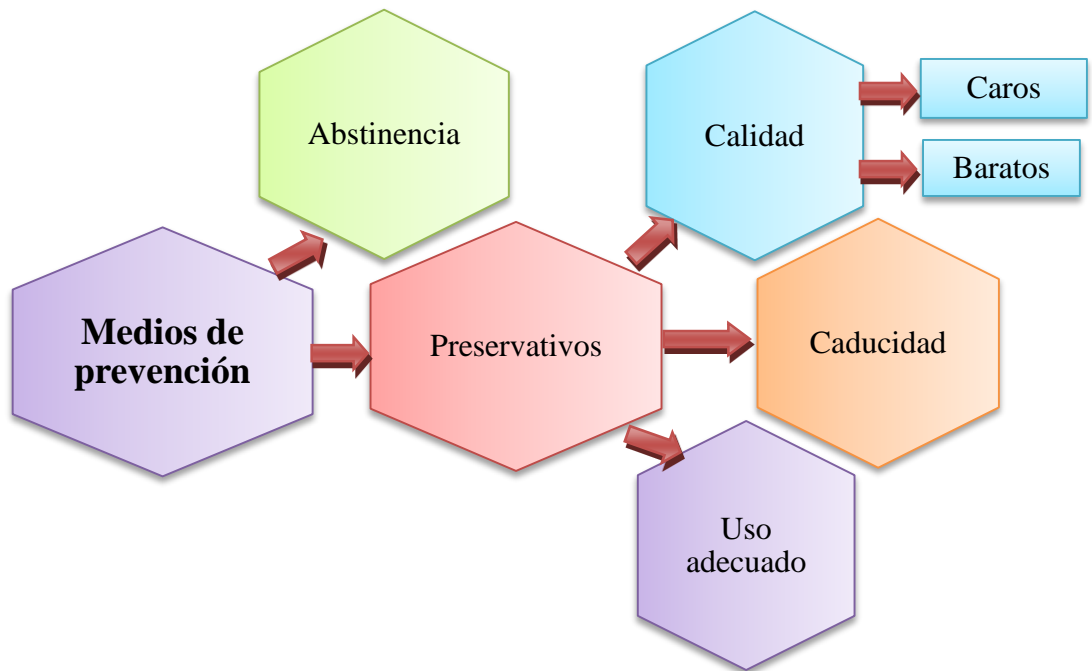 Abstinencia
Calidad
Caros
Baratos
Medios de
prevención
Preservativos
Caducidad
Uso
adecuado